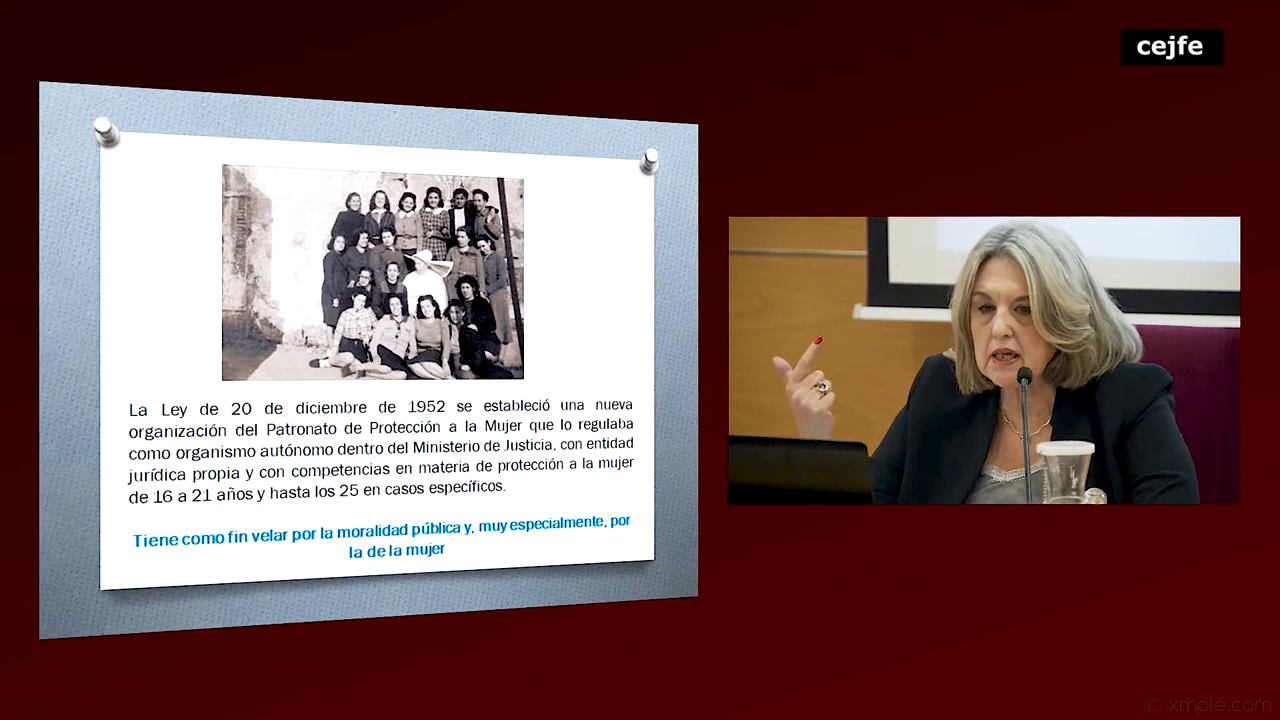 cejfe
La Ley de 20 de diciembre de 1952 se estableció una nueva
organización del Patronato de Protección a la Mujer que lo regulaba
como organismo autónomo dentro del Ministerio de Justicia, con entidad
jurídica propia y con competencias en materia de protección a la mujer
de 16 a 21 años y hasta los 25 en casos específicos.
Tiene como fin velar por la moralidad pública y, muy especialmente, por
la de la mujer
© xmple.com